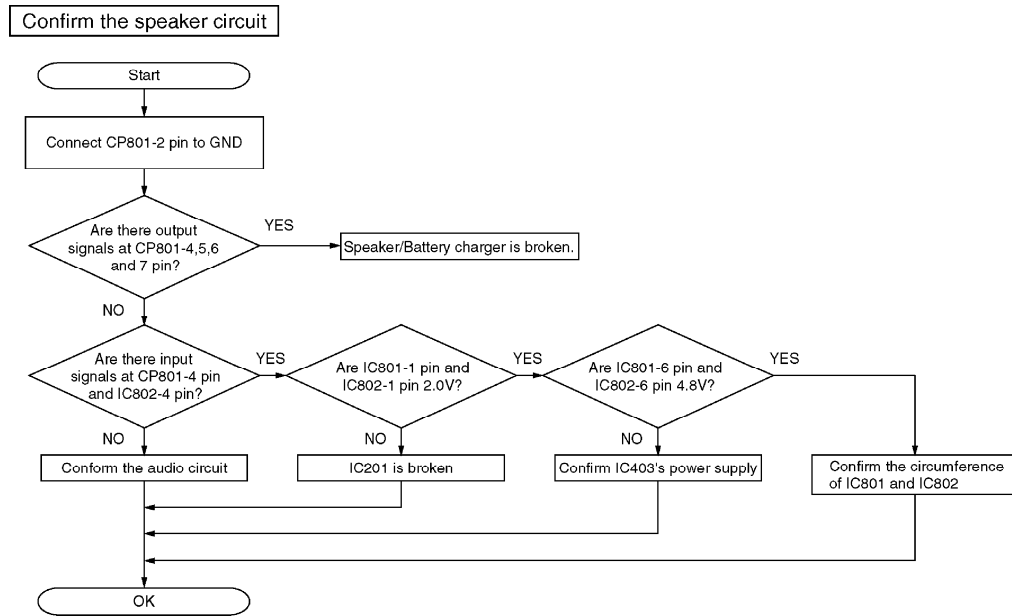 Confirm the speaker circuit
Start
Connect CP801-2 pin to GND
Are there output
signals at CP801-4,5,6
and 7 pin?
YES
Speaker/Battery charger is broken.
NO
Are there input
signals at CP801-4 pin
and IC802-4 pin?
YES
Are IC801-1 pin and
IC802-1 pin 2.0V?
YES
Are IC801-6 pin and
IC802-6 pin 4.8V?
YES
NO
NO
NO
Conform the audio circuit
IC201 is broken
Confirm IC403's power supply
Confirm the circumference
of IC801 and IC802
OK